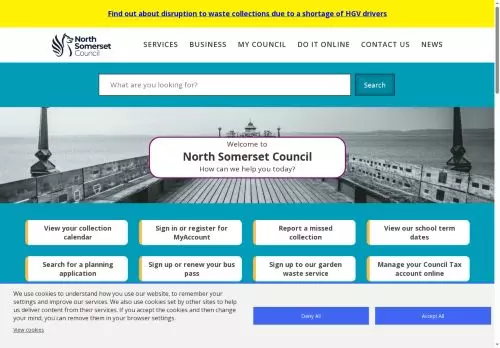 Find out about disruption to waste collections due to a shortage of HGV drivers
North
Somerset
Council
SERVICES BUSINESS MY COUNCIL DO IT ONLINE CONTACT US NEWS
What are you looking for? Search
Welcome to
North Somerset Council
How can we help you today?
View your collection calendar
Sign in or register for MyAccount
Report a missed collection
View our school term dates
Search for a planning application
Sign up or renew your bus pass
Sign up to our garden waste service
Manage your Council Tax account online
We use cookies to understand how you use our website, to remember your
settings and improve our services. We also use cookies set by other sites to help
us deliver content from their services. If you accept the cookies and then change
your mind, you can remove them in your browser settings.
View cookies
Deny All
Accept All